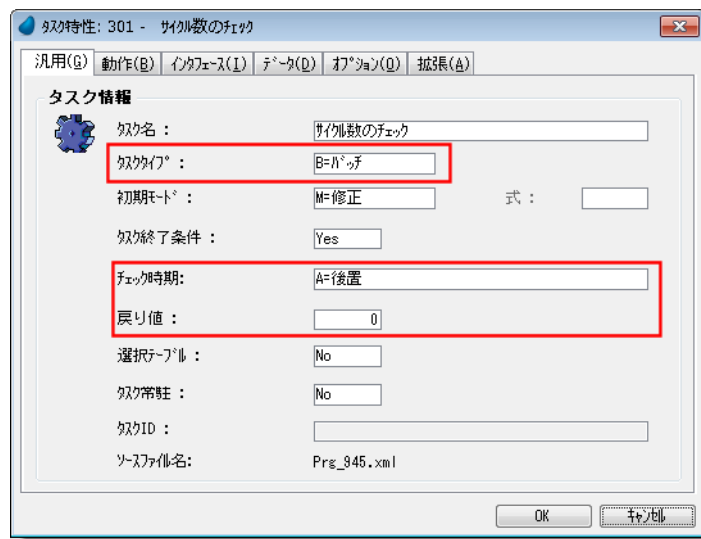 ﾀｽｸ特性: 301 - ｻｲｸﾙ数のﾁｪｯｸ
汎用(G) 動作(B) ｲﾝﾀﾌｪｰｽ(I) ﾃﾞｰﾀ(D) ｵﾌﾟｼｮﾝ(O) 拡張(A)
タスク情報
ﾀｽｸ名： ｻｲｸﾙ数のﾁｪｯｸ
ﾀｽｸﾀｲﾌﾟ： B=ﾊﾞｯﾁ
初期ﾓｰﾄﾞ： M=修正 式：
ﾀｽｸ終了条件： Yes
ﾁｪｯｸ時期: A=後置
戻り値： 0
選択ﾃｰﾌﾞﾙ： No
ﾀｽｸ常駐： No
ﾀｽｸID：
ｿｰｽﾌｧｲﾙ名: Prg_945.xml
OK ｷｬﾝｾﾙ